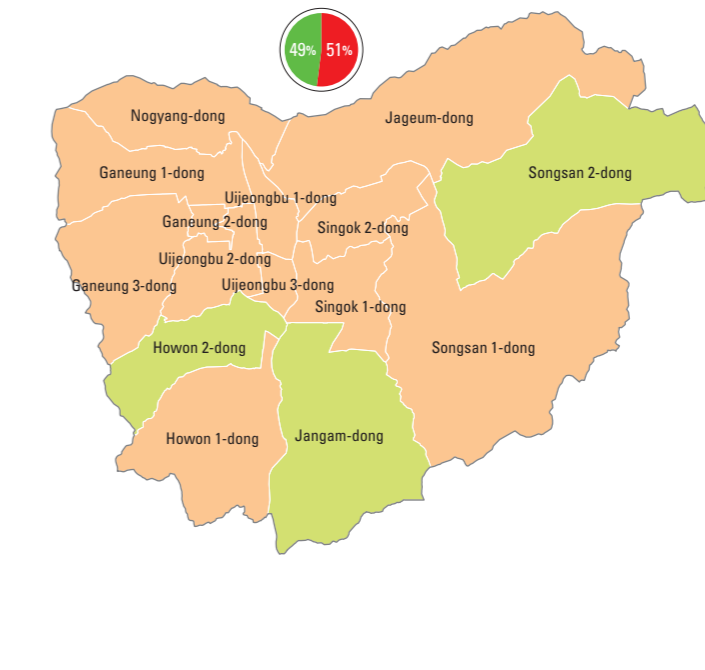 49% 51%
Nogyang-dong
Jageum-dong
Ganeung 1-dong
Songsan 2-dong
Uijeongbu 1-dong
Ganeung 2-dong
Singok 2-dong
Uijeongbu 2-dong
Ganeung 3-dong
Uijeongbu 3-dong
Singok 1-dong
Howon 2-dong
Songsan 1-dong
Howon 1-dong
Jangam-dong